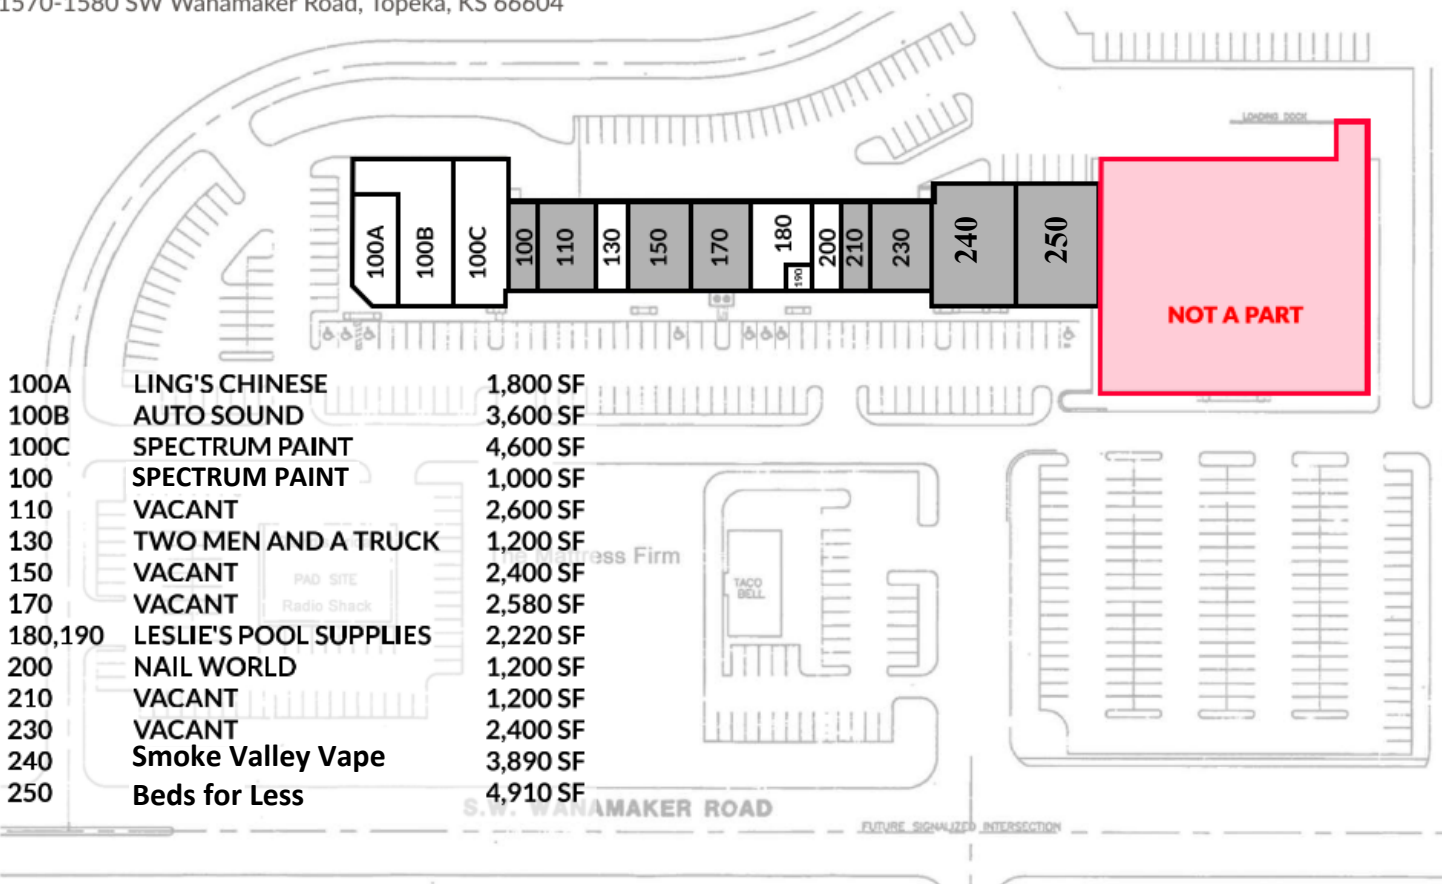 1570-1580 SW Wanamaker Road, Topeka, KS 66604
LOADING DOCK
100A
100B
100C
100
110
130
150
170
180
190
200
210
230
240
250
NOT A PART
100A LING'S CHINESE 1,800 SF
100B AUTO SOUND 3,600 SF
100C SPECTRUM PAINT 4,600 SF
100 SPECTRUM PAINT 1,000 SF
110 VACANT 2,600 SF
130 TWO MEN AND A TRUCK 1,200 SF
150 VACANT 2,400 SF
170 VACANT 2,580 SF
180,190 LESLIE'S POOL SUPPLIES 2,220 SF
200 NAIL WORLD 1,200 SF
210 VACANT 1,200 SF
230 VACANT 2,400 SF
240 Smoke Valley Vape 3,890 SF
250 Beds for Less 4,910 SF
The Mattress Firm
PAD SITE
Radio Shack
TACO
BELL
S.W. WANAMAKER ROAD
FUTURE SIGNALIZED INTERSECTION